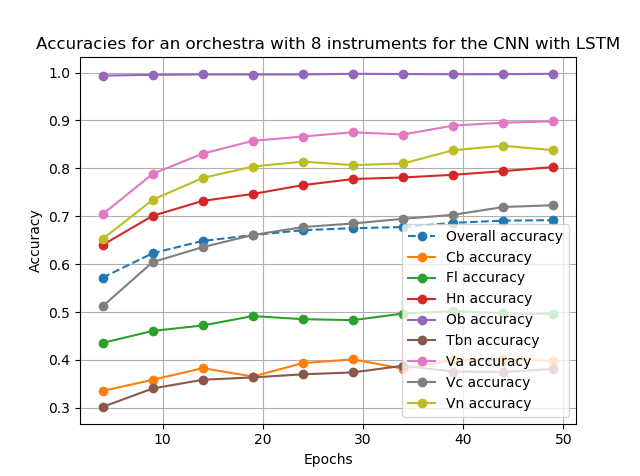 Accuracies for an orchestra with 8 instruments for the CNN with LSTM
1.0
0.9
0.8
0.7
0.6
0.5
0.4
0.3
Accuracy
Overall accuracy
Cb accuracy
Fl accuracy
Hn accuracy
Ob accuracy
Tbn accuracy
Va accuracy
Vc accuracy
Vn accuracy
10 20 30 40 50
Epochs